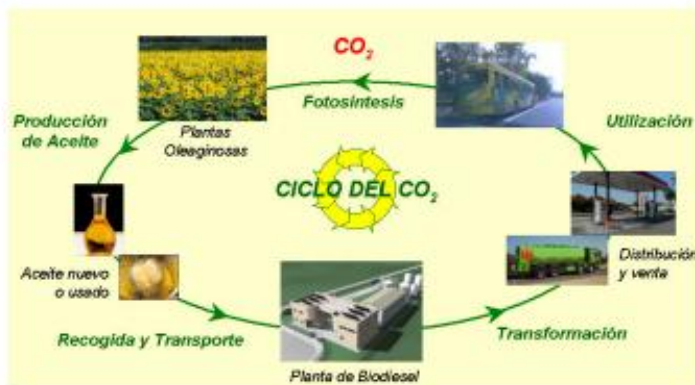 CO2
Fotosintesis
Plantas
Oleaginosas
Producción
de Aceite
Utilización
CICLO DEL CO2
Distribución
y venta
Aceite nuevo
o usado
Recogida y Transporte
Transformación
Planta de Biodiesel